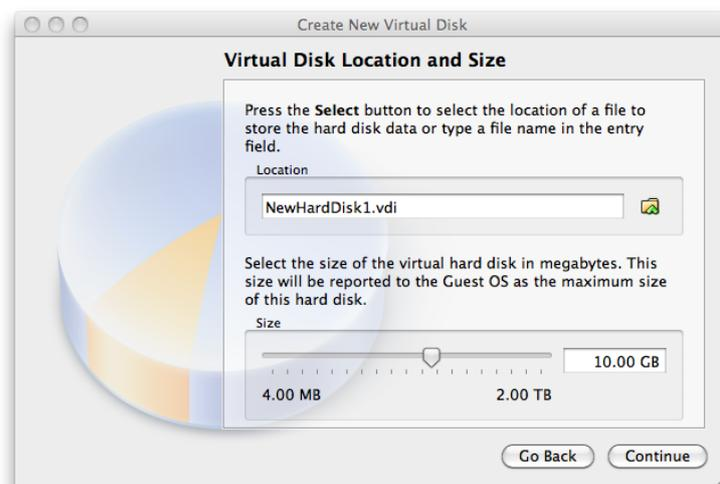 Create New Virtual Disk
Virtual Disk Location and Size
Press the Select button to select the location of a file to
store the hard disk data or type a file name in the entry
field.
Location
NewHardDisk1.vdi
Select the size of the virtual hard disk in megabytes. This
size will be reported to the Guest OS as the maximum size
of this hard disk.
Size
10.00 GB
4.00 MB 2.00 TB
Go Back Continue